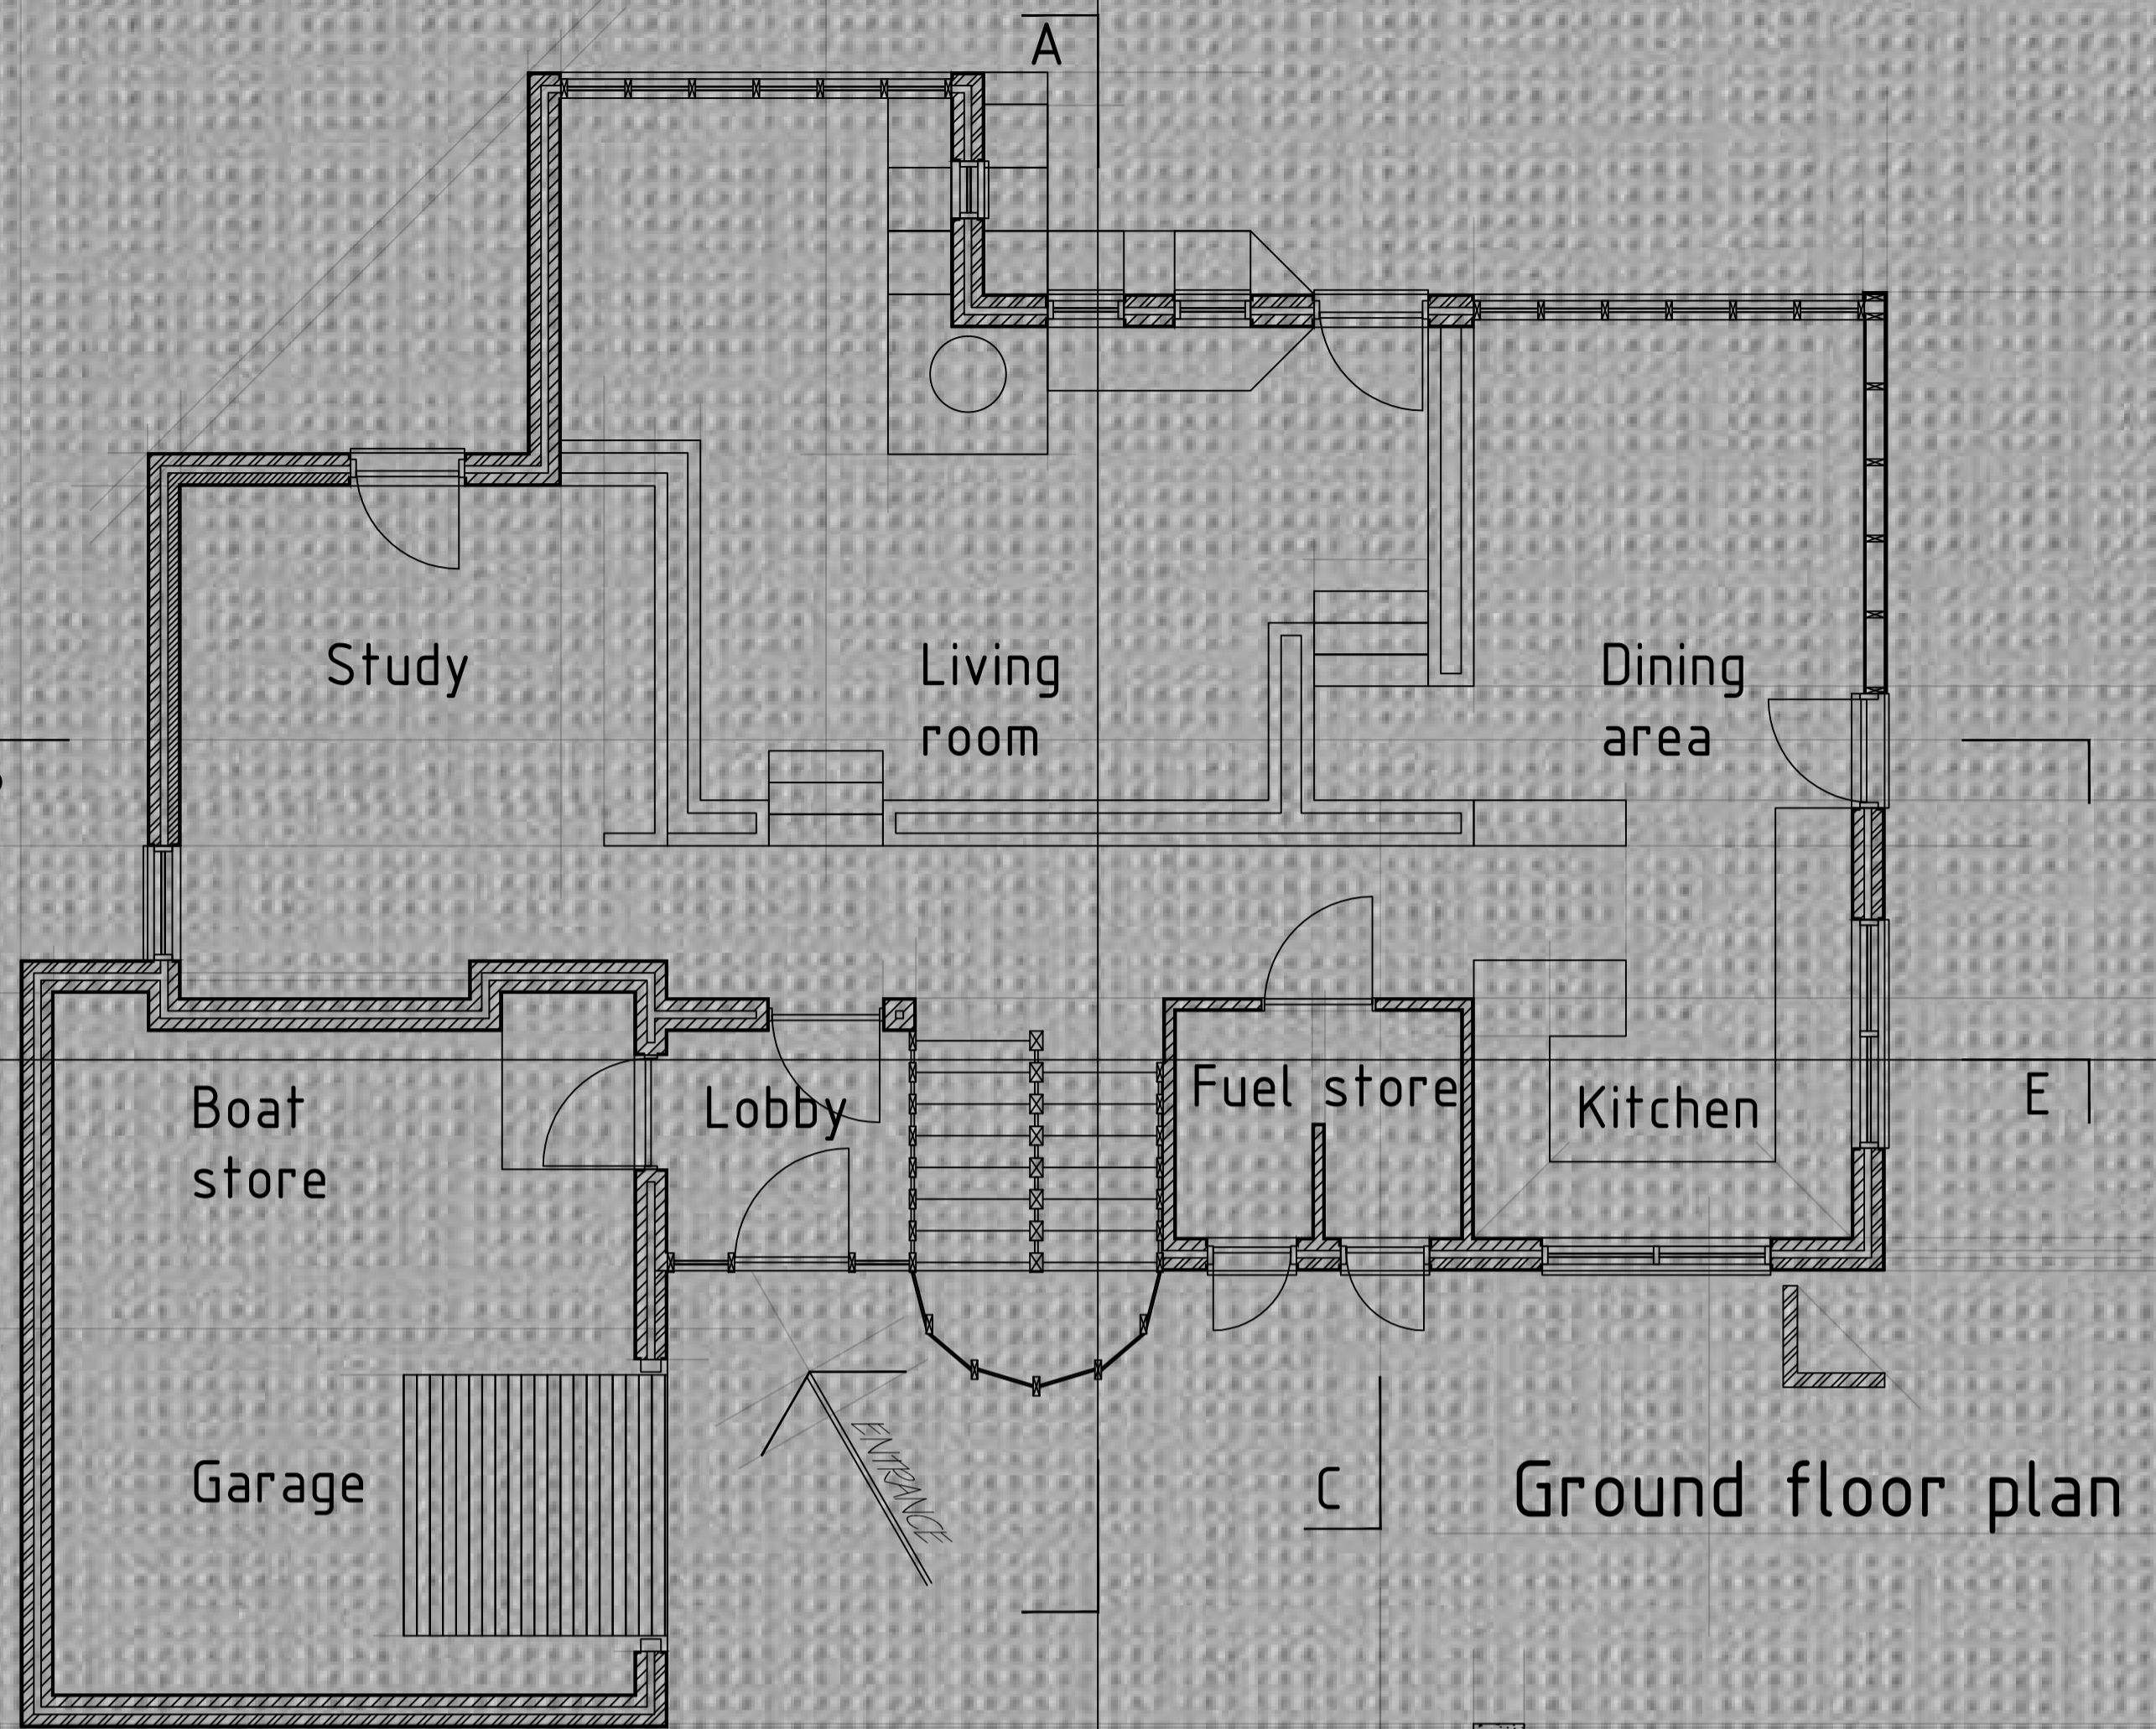 A
Study
Living
room
Dining
area
Boat
store
Lobby
Fuel store
Kitchen
E
Garage
ENTRANCE
C
Ground floor plan